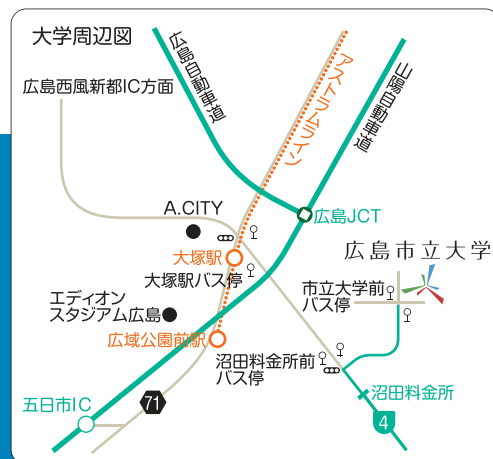 大学周辺図
広島自動車道
アストラムライン
山陽自動車道
広島西風新都IC方面
A.CITY
広島JCT
大塚駅
大塚駅バス停
広島市立大学
市立大学前
バス停
エディオン
スタジアム広島
広域公園前駅
沼田料金所前
バス停
沼田料金所
五日市IC
71
4